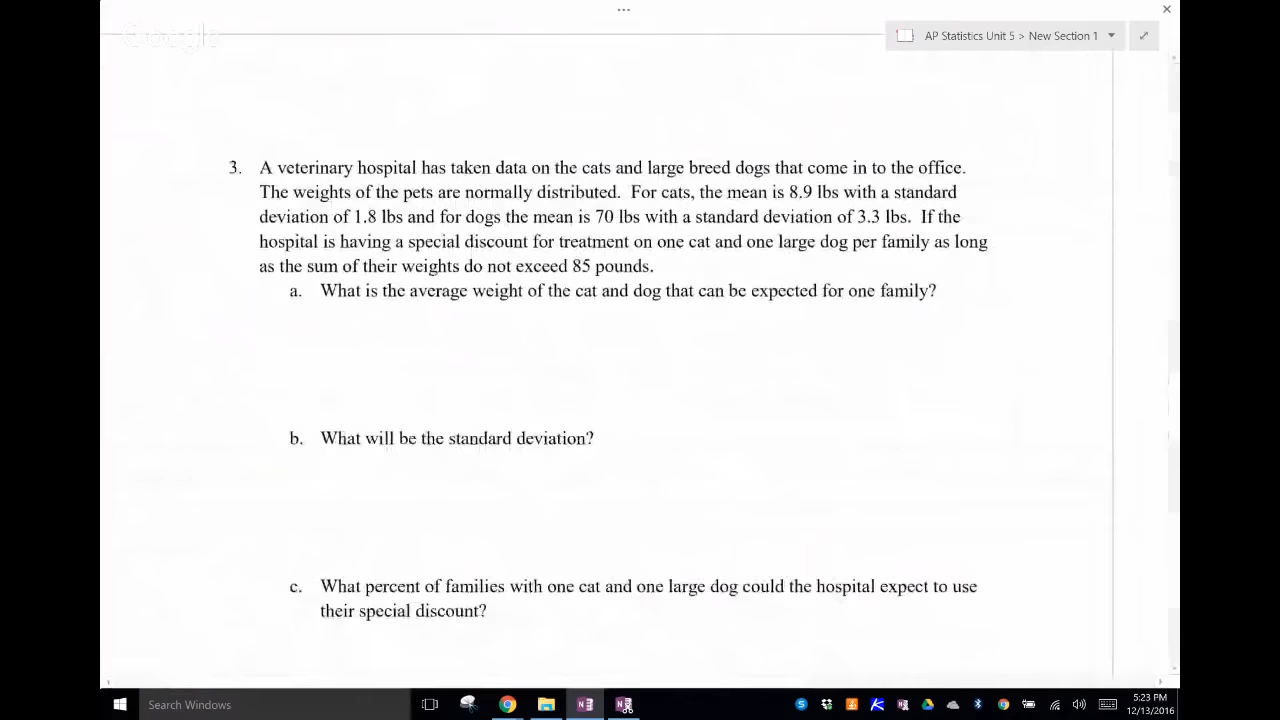 ...
Google
AP Statistics Unit 5 > New Section 1
3. A veterinary hospital has taken data on the cats and large breed dogs that come in to the office.
The weights of the pets are normally distributed. For cats, the mean is 8.9 lbs with a standard
deviation of 1.8 lbs and for dogs the mean is 70 lbs with a standard deviation of 3.3 lbs. If the
hospital is having a special discount for treatment on one cat and one large dog per family as long
as the sum of their weights do not exceed 85 pounds.
a. What is the average weight of the cat and dog that can be expected for one family?
b. What will be the standard deviation?
c. What percent of families with one cat and one large dog could the hospital expect to use
their special discount?
Search Windows
5:23 PM
12/13/2016